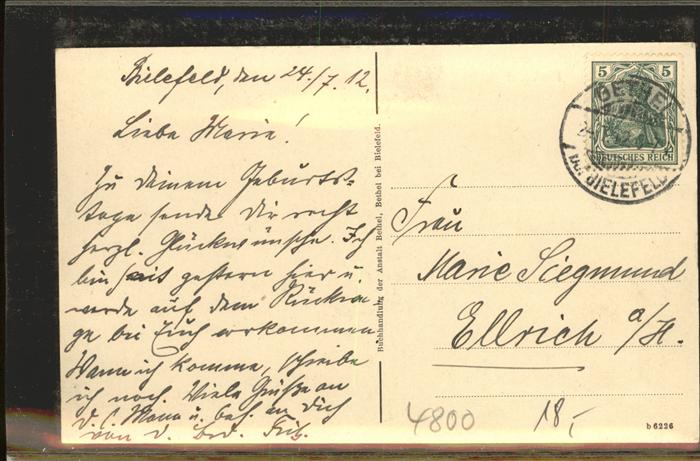 Bielefeld, den 24./7.12.
Liebe Marie!
Zu deinem Geburts-
tage sende Dir recht
herzl. Glückwünsche. Ich
bin seit gestern hier u.
werde auf dem Rückwe-
ge bei Euch vorkommen
Wann ich komme, schreibe
ich noch. Viele Grüße an
d. l. Mann u. bes. an Dich
von d. Brd. Fritz.
Buchhandlung der Anstalt Bethel, Bethel bei Bielefeld.
5 5
DEUTSCHES REICH
BETHEL
BIELEFELD
Frau
Marie Siegmund
Ellrich a/H.
4800
18,-
b 6226